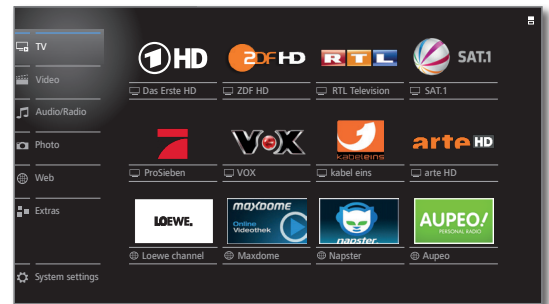 TV
Video
Audio/Radio
Photo
Web
Extras
System settings
1 HD
ZDF HD
RTL
SAT.1
Das Erste HD
ZDF HD
RTL Television
SAT.1
7
VOX
kabel eins
arte HD
ProSieben
VOX
kabel eins
arte HD
LOEWE.
maxdome
Online
Videothek
napster.
AUPEO!
PERSONAL RADIO
Loewe channel
Maxdome
Napster
Aupeo